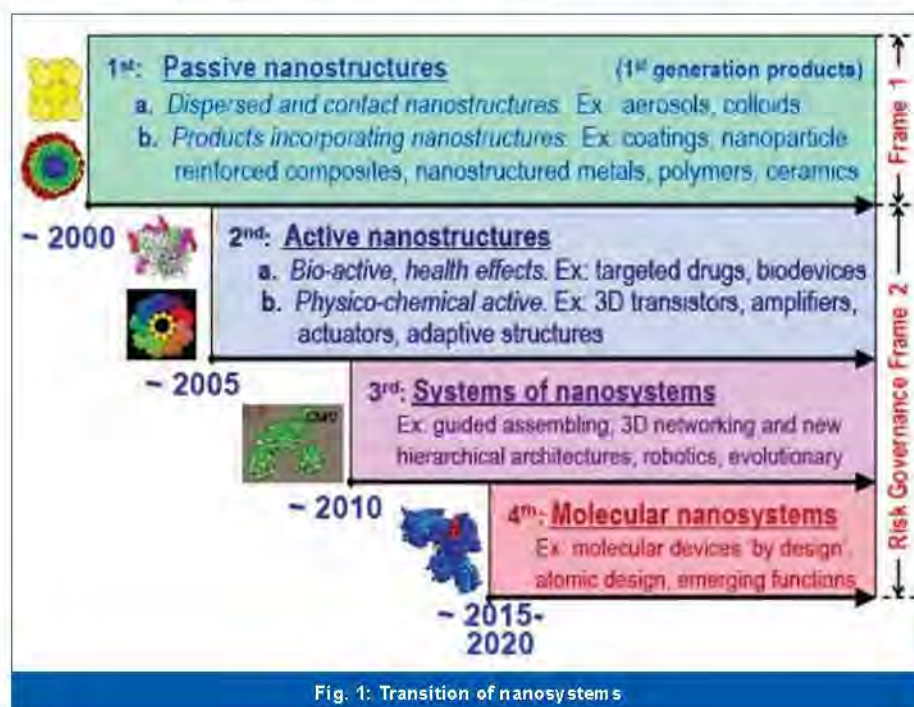 1st: Passive nanostructures (1st generation products)
a. Dispersed and contact nanostructures. Ex: aerosols, colloids
b. Products incorporating nanostructures. Ex: coatings, nanoparticle
reinforced composites, nanostructured metals, polymers, ceramics
~ 2000
2nd: Active nanostructures
a. Bio-active, health effects. Ex: targeted drugs, biodevices
b. Physico-chemical active. Ex: 3D transistors, amplifiers,
actuators, adaptive structures
~ 2005
3rd: Systems of nanosystems
Ex: guided assembling, 3D networking and new
hierarchical architectures, robotics, evolutionary
~ 2010
4th: Molecular nanosystems
Ex: molecular devices 'by design',
atomic design, emerging functions
~ 2015-
2020
Frame 1
Risk Governance Frame 2
Fig. 1: Transition of nanosystems